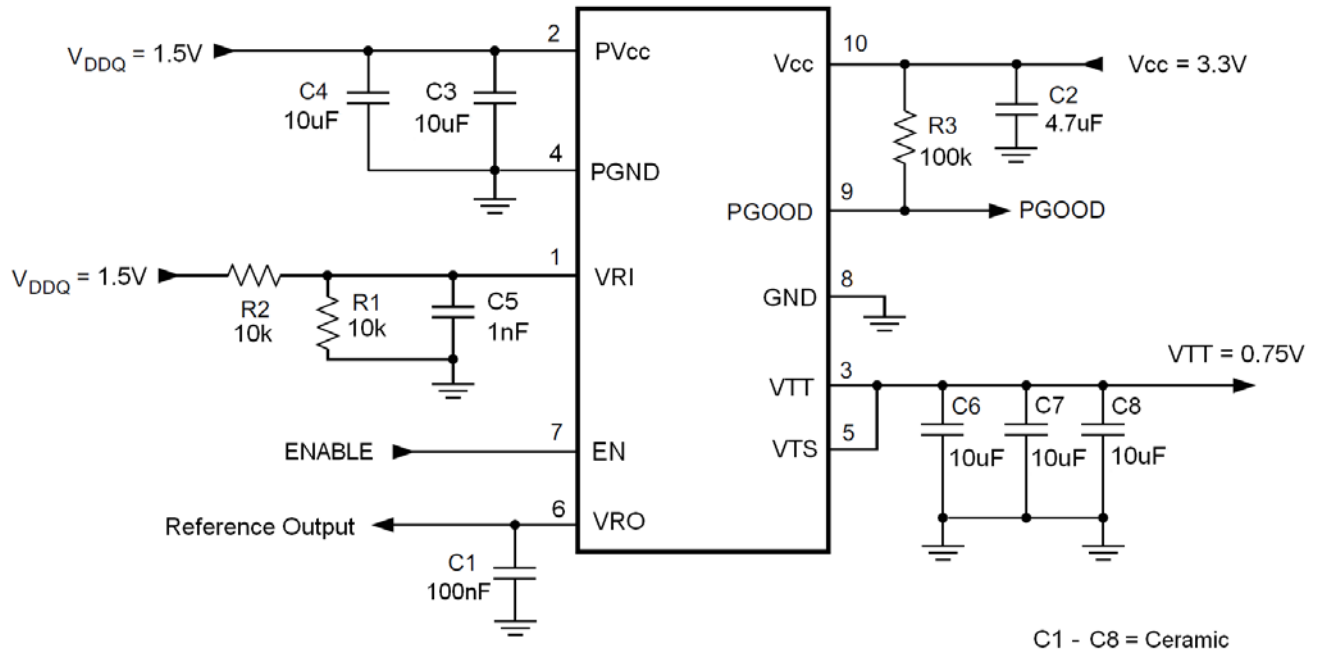 V_DDQ = 1.5V
2
PVcc
C4
10uF
C3
10uF
4
PGND
V_DDQ = 1.5V
1
VRI
R2
10k
R1
10k
C5
1nF
ENABLE
7
EN
Reference Output
6
VRO
C1
100nF
Vcc
10
Vcc = 3.3V
R3
100k
C2
4.7uF
PGOOD
9
PGOOD
GND
8
VTT
3
VTT = 0.75V
VTS
5
C6
10uF
C7
10uF
C8
10uF
C1 - C8 = Ceramic